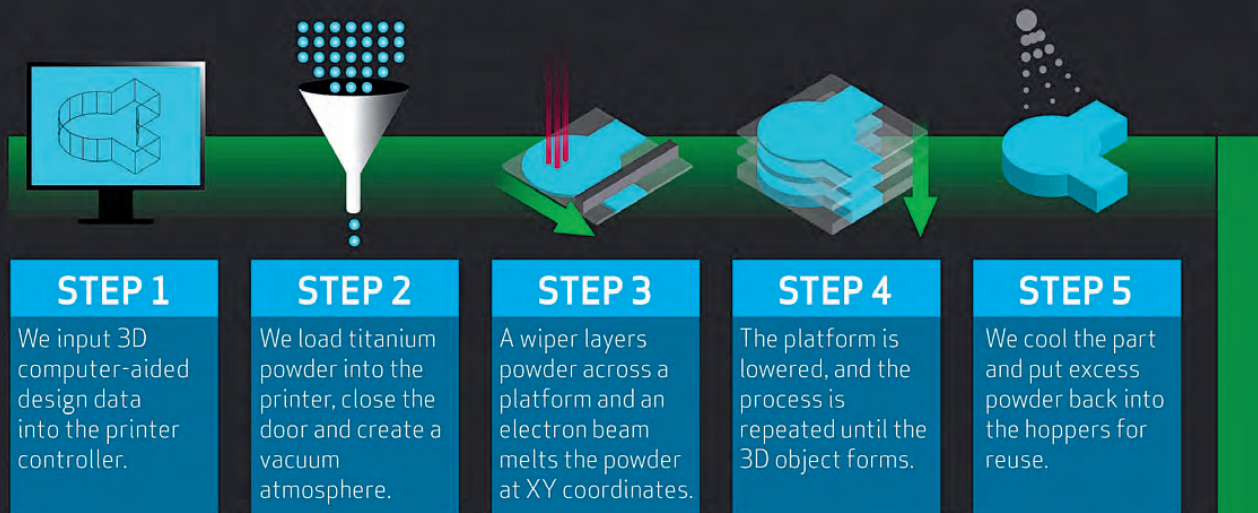 STEP 1
We input 3D
computer-aided
design data
into the printer
controller.
STEP 2
We load titanium
powder into the
printer, close the
door and create a
vacuum
atmosphere.
STEP 3
A wiper layers
powder across a
platform and an
electron beam
melts the powder
at XY coordinates.
STEP 4
The platform is
lowered, and the
process is
repeated until the
3D object forms.
STEP 5
We cool the part
and put excess
powder back into
the hoppers for
reuse.